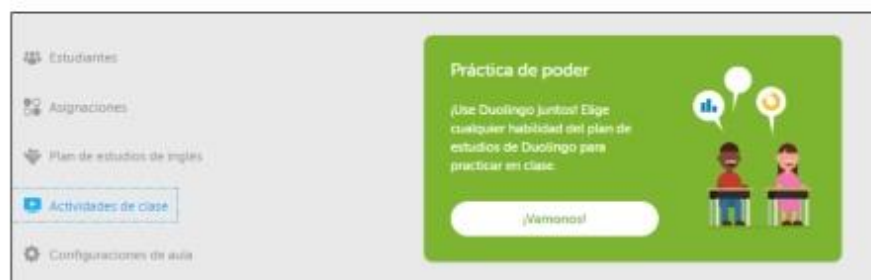 Estudiantes
Asignaciones
Plan de estudios de inglés
Actividades de clase
Configuraciones de aula
Práctica de poder
¡Use Duolingo juntos! Elige
cualquier habilidad del plan de
estudios de Duolingo para
practicar en clase.
¡Vamonos!